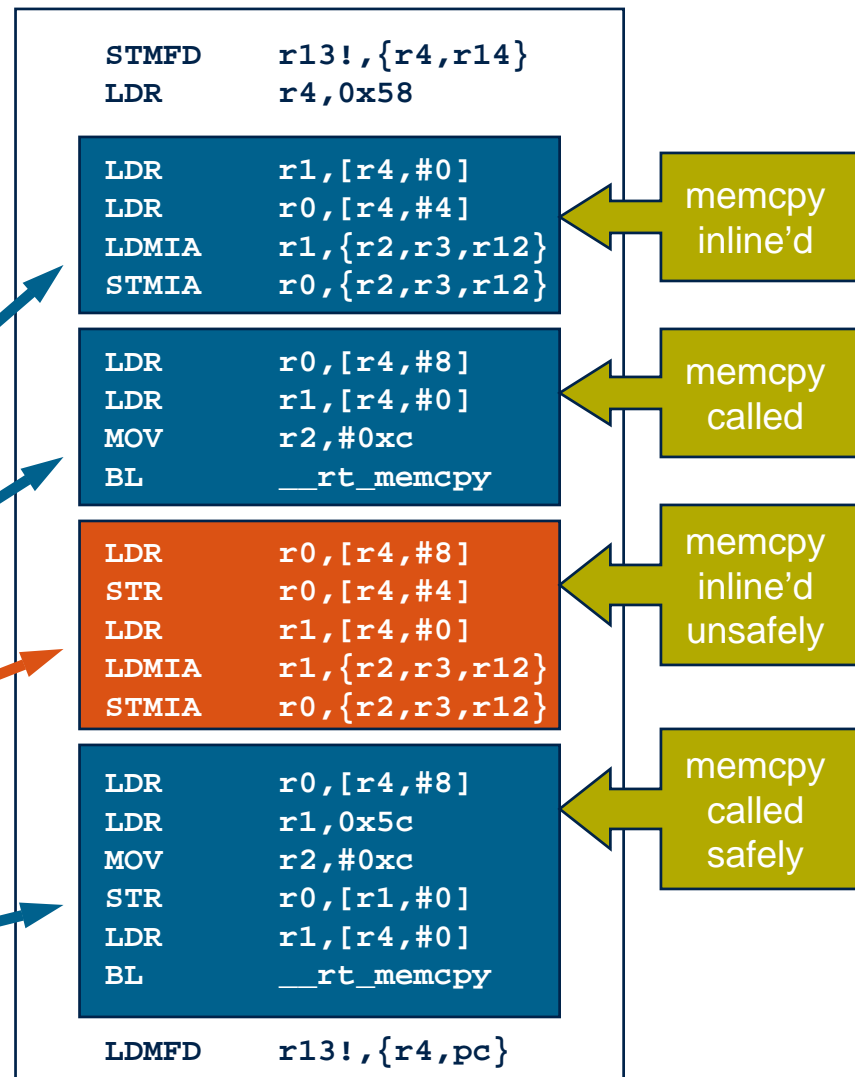 STMFD r13!,{r4,r14}
LDR r4,0x58
LDR r1,[r4,#0]
LDR r0,[r4,#4]
LDMIA r1,{r2,r3,r12}
STMIA r0,{r2,r3,r12}
memcpy
inline’d
LDR r0,[r4,#8]
LDR r1,[r4,#0]
MOV r2,#0xc
BL __rt_memcpy
memcpy
called
LDR r0,[r4,#8]
STR r0,[r4,#4]
LDR r1,[r4,#0]
LDMIA r1,{r2,r3,r12}
STMIA r0,{r2,r3,r12}
memcpy
inline’d
unsafely
LDR r0,[r4,#8]
LDR r1,0x5c
MOV r2,#0xc
STR r0,[r1,#0]
LDR r1,[r4,#0]
BL __rt_memcpy
memcpy
called
safely
LDMFD r13!,{r4,pc}